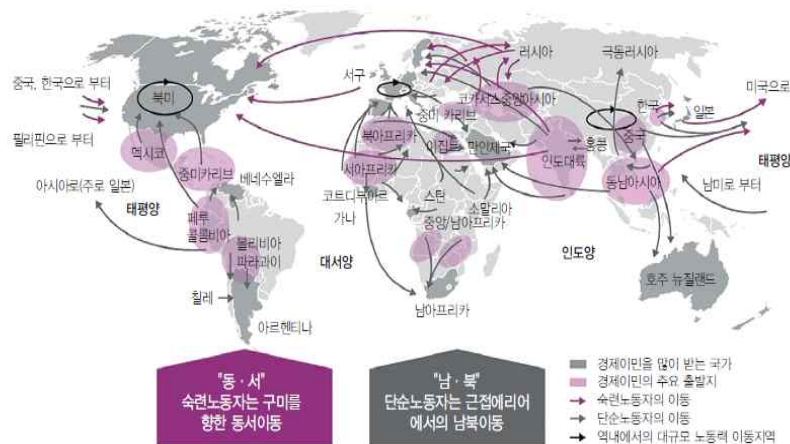 러시아
극동러시아
서구
중국, 한국으로 부터
북미
코카서스중앙아시아
한국
미국으로
중미 카리브
일본
필리핀으로 부터
북아프리카
이집트
만안제국
홍콩
중국
멕시코
인도대륙
중미카리브
서아프리카
동남아시아
태평양
아시아로(주로 일본)
베네수엘라
코트디부아르
스탄
소말리아
남미로 부터
태평양
페루
콜롬비아
가나
중앙/남아프리카
볼리비아
파라과이
대서양
인도양
호주 뉴질랜드
칠레
남아프리카
아르헨티나
"동 · 서"
숙련노동자는 구미를
향한 동서이동
"남 · 북"
단순노동자는 근접에리어
에서의 남북이동
경제이민을 많이 받는 국가
경제이민의 주요 출발지
숙련노동자의 이동
단순노동자의 이동
역내에서의 대규모 노동력 이동지역